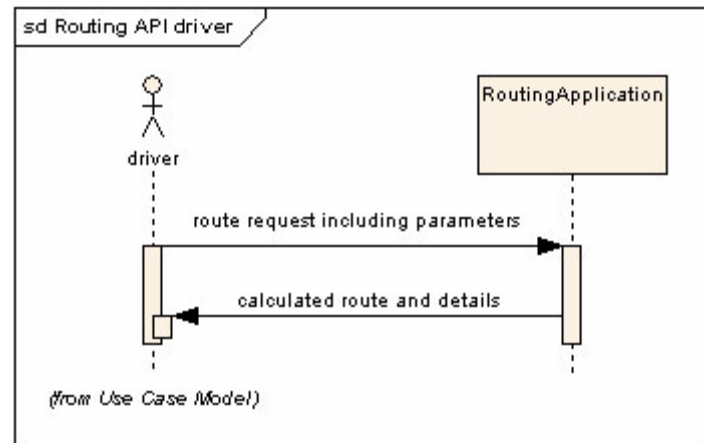 sd Routing API driver
RoutingApplication
driver
route request including parameters
calculated route and details
(from Use Case Model)